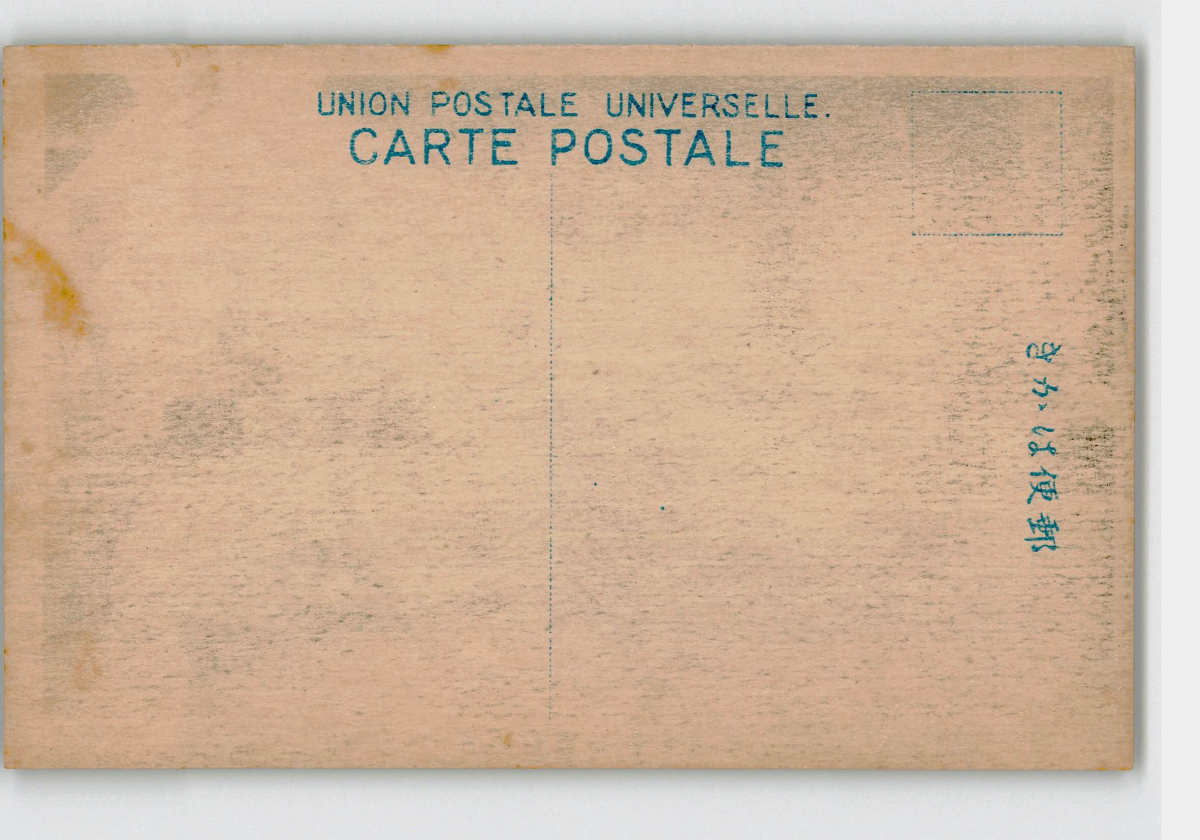 UNION POSTALE UNIVERSELLE.
CARTE POSTALE
郵便はかき